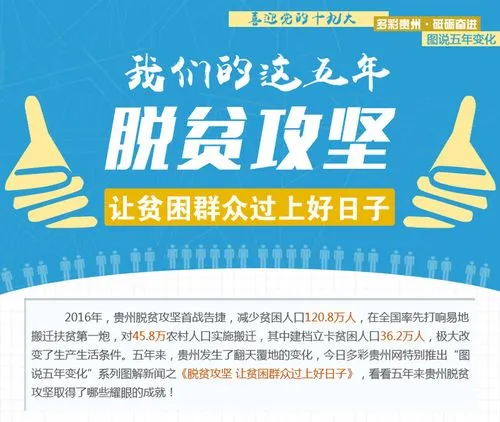 喜迎党的十九大
多彩贵州·砥砺奋进
图说五年变化
我们的这五年
脱贫攻坚
让贫困群众过上好日子
2016年，贵州脱贫攻坚首战告捷，减少贫困人口120.8万人，在全国率先打响易地
搬迁扶贫第一炮，对45.8万农村人口实施搬迁，其中建档立卡贫困人口36.2万人，极大改
变了生产生活条件。五年来，贵州发生了翻天覆地的变化，今日多彩贵州网特别推出“图
说五年变化”系列图解新闻之《脱贫攻坚 让贫困群众过上好日子》，看看五年来贵州脱贫
攻坚取得了哪些耀眼的成就！